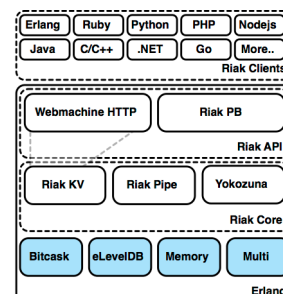 Erlang Ruby Python PHP Nodejs
Java C/C++ .NET Go More..
Riak Clients
Webmachine HTTP Riak PB
Riak API
Riak KV Riak Pipe Yokozuna
Riak Core
Bitcask eLevelDB Memory Multi
Erlang